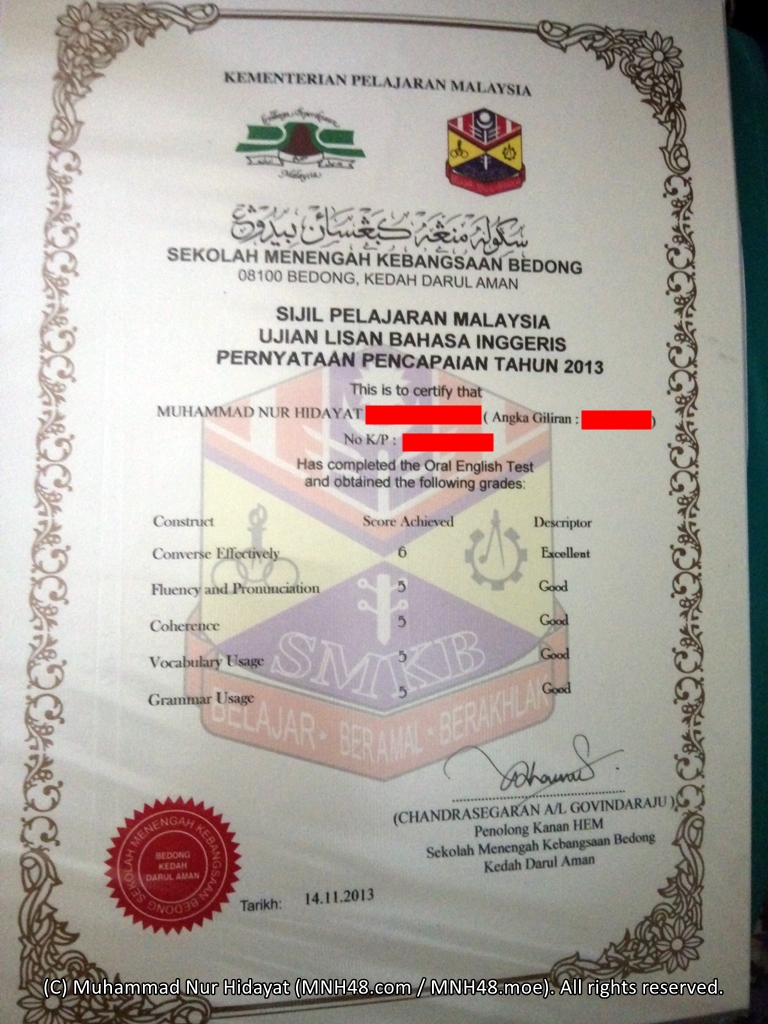 KEMENTERIAN PELAJARAN MALAYSIA
Malaysia
سكوله منڠه كبڠسائن بيدوڠ
SEKOLAH MENENGAH KEBANGSAAN BEDONG
08100 BEDONG, KEDAH DARUL AMAN
SIJIL PELAJARAN MALAYSIA
UJIAN LISAN BAHASA INGGERIS
PERNYATAAN PENCAPAIAN TAHUN 2013
This is to certify that
MUHAMMAD NUR HIDAYAT ( Angka Giliran : )
No K/P :
Has completed the Oral English Test
and obtained the following grades:
Construct Score Achieved Descriptor
Converse Effectively 6 Excellent
Fluency and Pronunciation 5 Good
Coherence 5 Good
Vocabulary Usage 5 Good
Grammar Usage 5 Good
SMKB
BELAJAR - BERAMAL - BERAKHLAK
(CHANDRASEGARAN A/L GOVINDARAJU )
Penolong Kanan HEM
Sekolah Menengah Kebangsaan Bedong
Kedah Darul Aman
SEKOLAH MENENGAH KEBANGSAAN BEDONG
BEDONG
KEDAH
DARUL AMAN
Tarikh: 14.11.2013
(C) Muhammad Nur Hidayat (MNH48.com / MNH48.moe). All rights reserved.